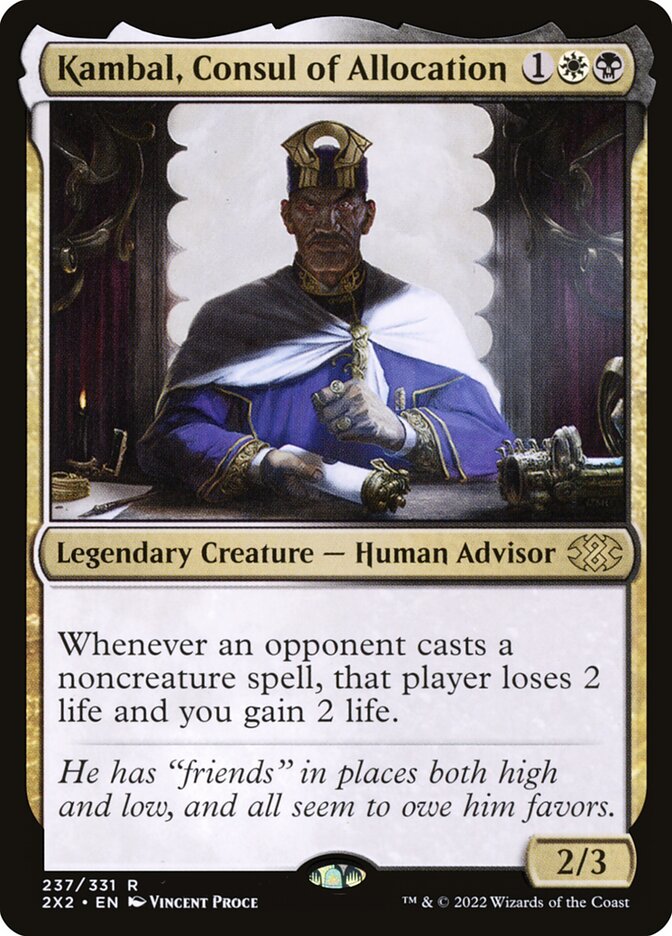 Kambal, Consul of Allocation 1
Legendary Creature — Human Advisor
Whenever an opponent casts a
noncreature spell, that player loses 2
life and you gain 2 life.
He has “friends” in places both high
and low, and all seem to owe him favors.
2/3
237/331 R
2X2 • EN Vincent Proce
™ & © 2022 Wizards of the Coast